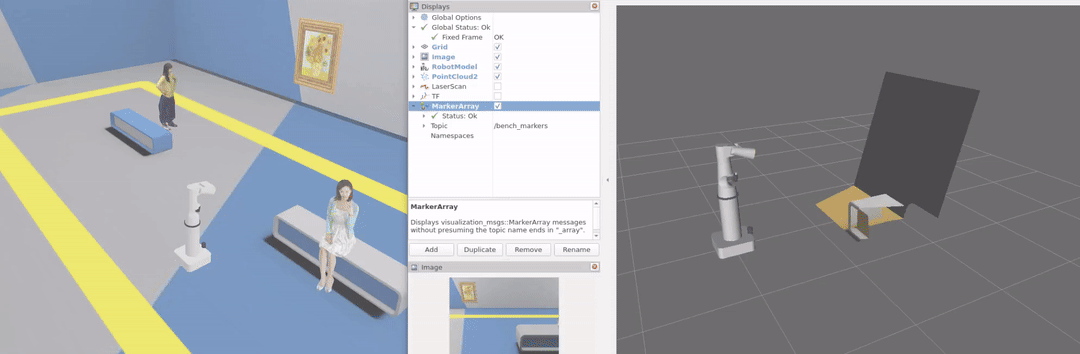 Displays
Global Options
Global Status: Ok
Fixed Frame OK
Grid
Image
RobotModel
PointCloud2
LaserScan
TF
MarkerArray
Status: Ok
Topic /bench_markers
Namespaces
MarkerArray
Displays visualization_msgs::MarkerArray messages
without presuming the topic name ends in "_array".
Add Duplicate Remove Rename
Image